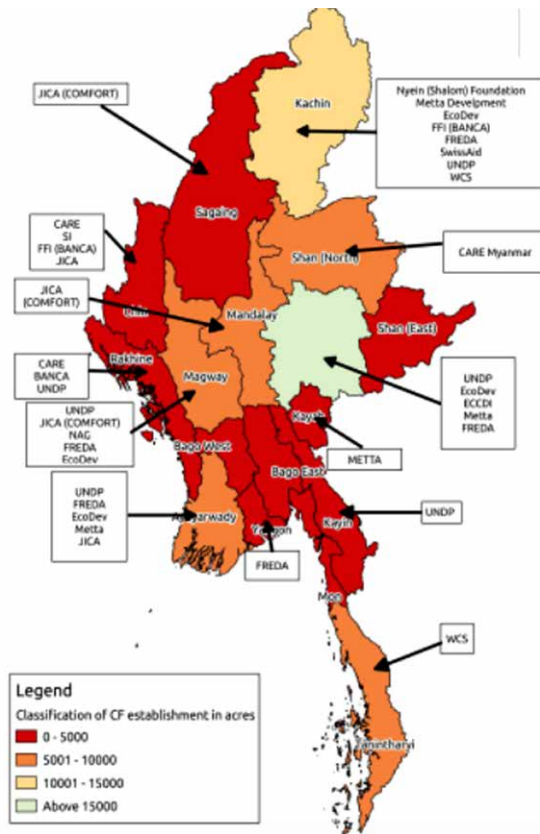 JICA (COMFORT)
Kachin
Nyein (Shalom) Foundation
Metta Develpment
EcoDev
FFI (BANCA)
FREDA
SwissAid
UNDP
WCS
Sagaing
CARE
SI
FFI (BANCA)
JICA
Shan (North)
CARE Myanmar
JICA
(COMFORT)
Mandalay
Chin
Shan (East)
Rakhine
CARE
BANCA
UNDP
Magway
UNDP
EcoDev
ECCDI
Metta
FREDA
UNDP
JICA (COMFORT)
NAG
FREDA
EcoDev
Kayah
Bago West
METTA
Bago East
UNDP
FREDA
EcoDev
Metta
JICA
Ayeyarwady
Yangon
Kayin
UNDP
FREDA
Mon
WCS
Tanintharyi
Legend
Classification of CF establishment in acres
0 - 5000
5001 - 10000
10001 - 15000
Above 15000